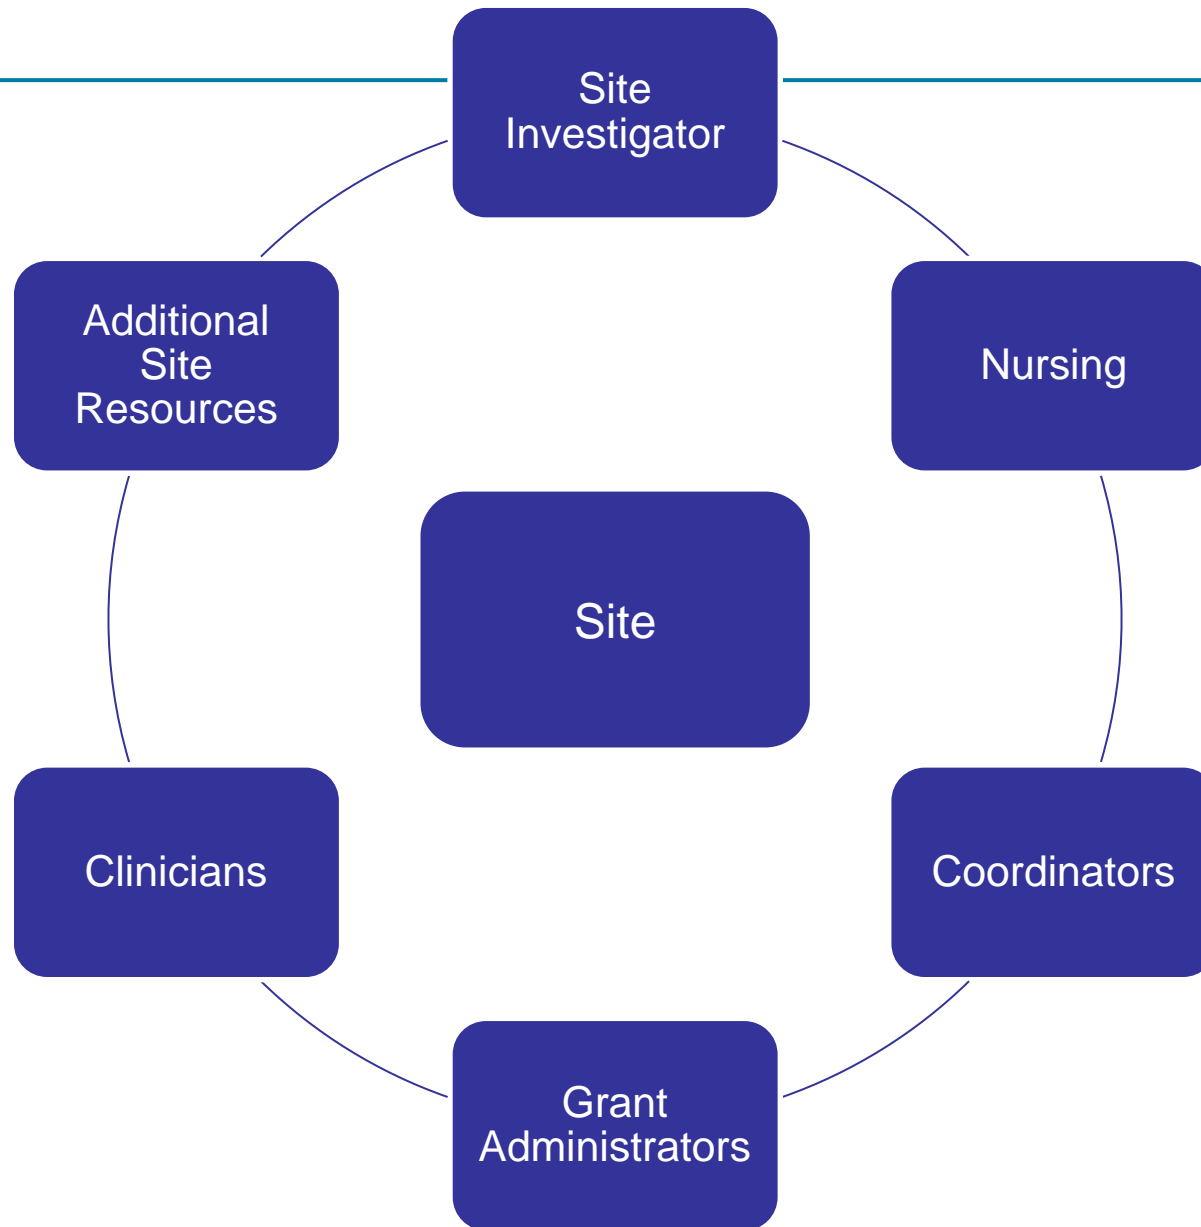 Site
Investigator
Additional
Site
Resources
Nursing
Site
Clinicians
Coordinators
Grant
Administrators